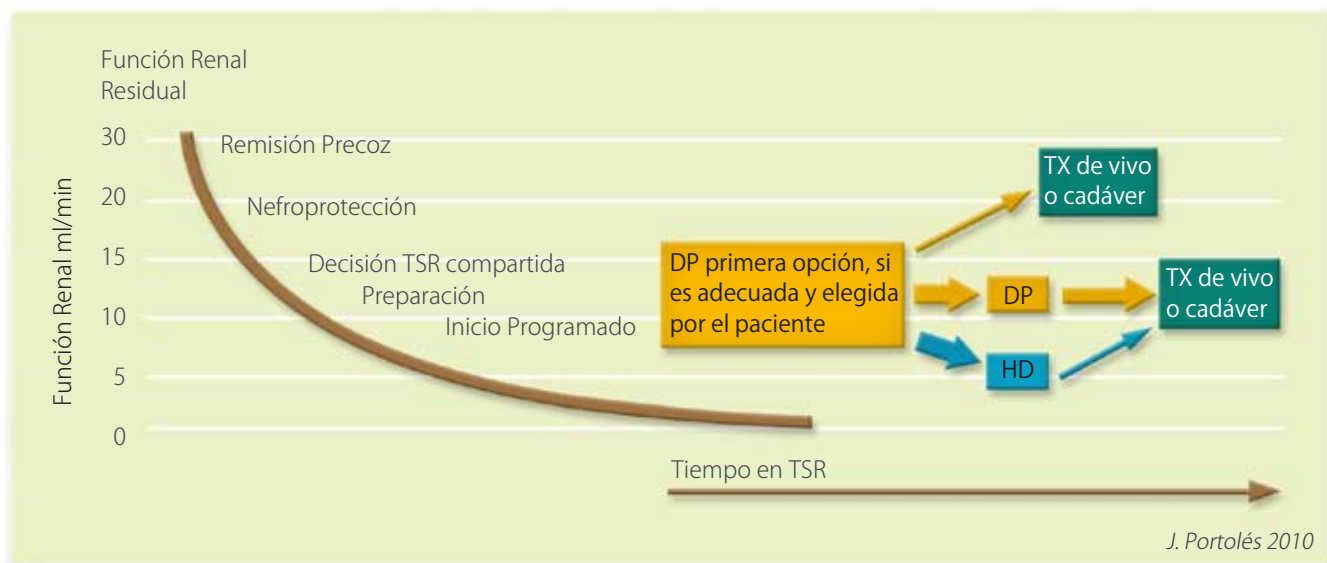 Función Renal
Residual
Función Renal ml/min
30
20
15
10
5
0
Remisión Precoz
Nefroprotección
Decisión TSR compartida
Preparación
Inicio Programado
DP primera opción, si
es adecuada y elegida
por el paciente
TX de vivo
o cadáver
DP
HD
TX de vivo
o cadáver
Tiempo en TSR
J. Portolés 2010